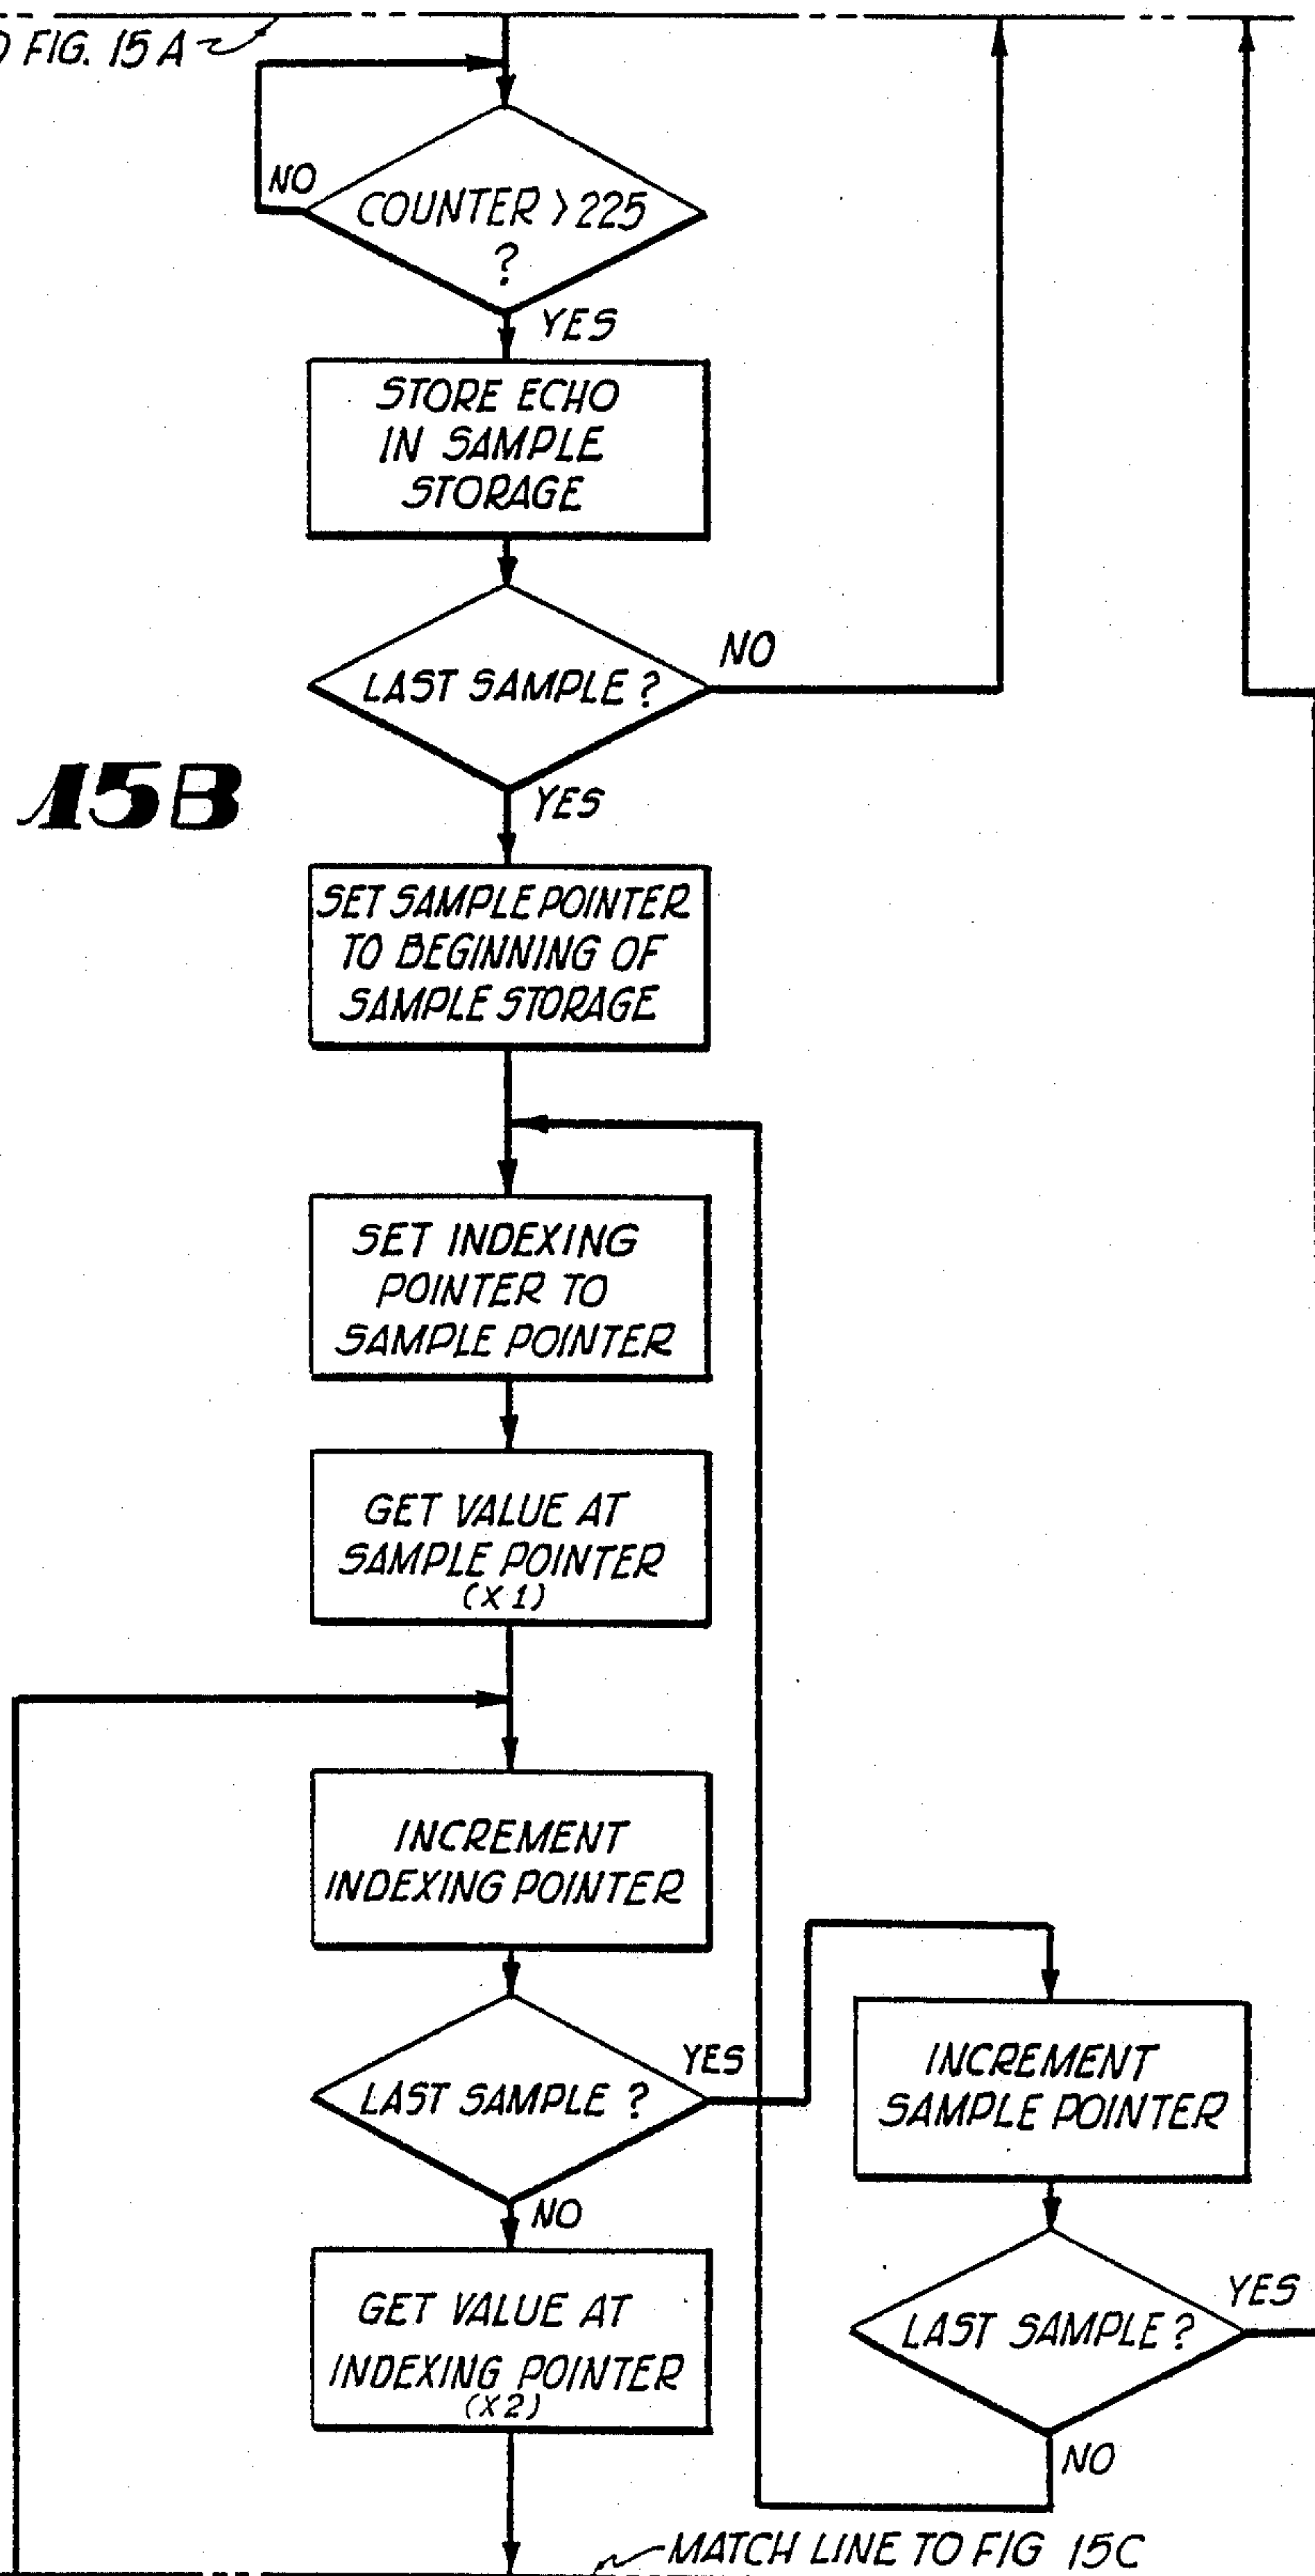 FIG. 15A
NO
COUNTER > 225
?
YES
STORE ECHO
IN SAMPLE
STORAGE
LAST SAMPLE ?
NO
15B
YES
SET SAMPLE POINTER
TO BEGINNING OF
SAMPLE STORAGE
SET INDEXING
POINTER TO
SAMPLE POINTER
GET VALUE AT
SAMPLE POINTER
(X1)
INCREMENT
INDEXING POINTER
LAST SAMPLE ?
YES
INCREMENT
SAMPLE POINTER
NO
GET VALUE AT
INDEXING POINTER
(X2)
LAST SAMPLE ?
YES
NO
MATCH LINE TO FIG 15C